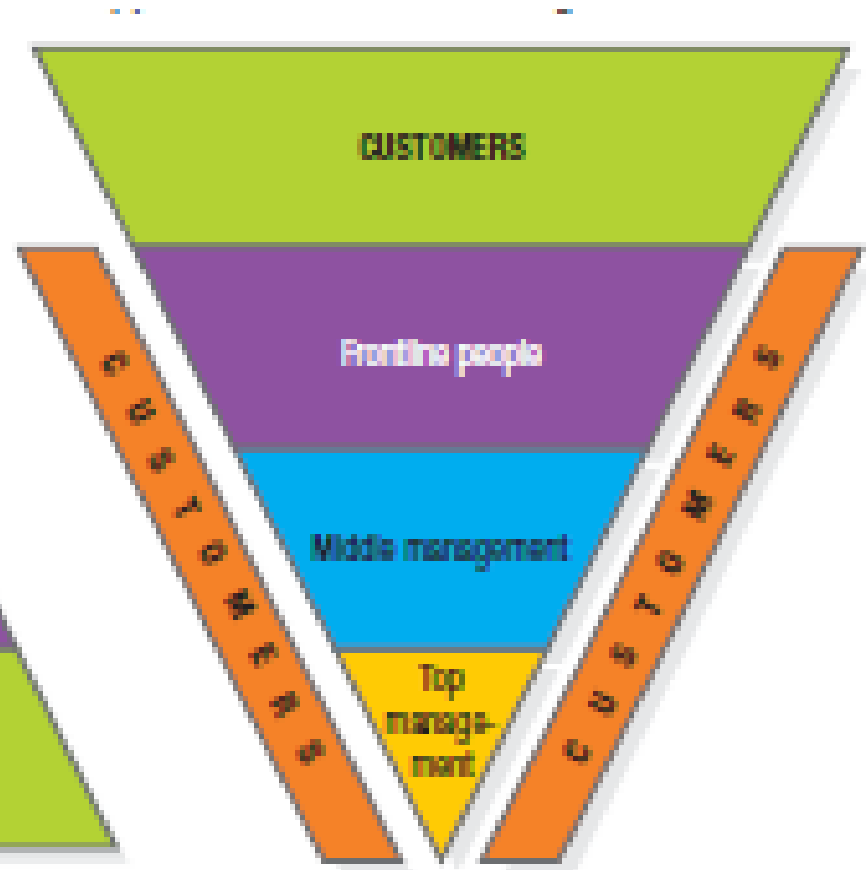 CUSTOMERS
Frontline people
Middle management
Top
manage-
ment
CUSTOMERS
CUSTOMERS